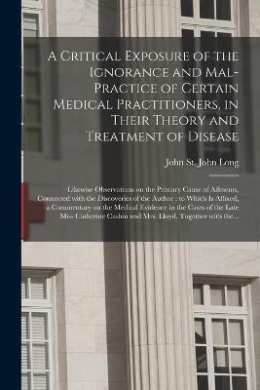 A Critical Exposure of the
Ignorance and Mal-
Practice of Certain
Medical Practitioners, in
Their Theory and
Treatment of Disease
John St. John Long
Likewise Observations on the Primary Cause of Ailments,
Connected with the Discoveries of the Author : to Which Is Affixed,
a Commentary on the Medical Evidence in the Cases of the Late
Miss Catherine Cashin and Mrs. Lloyd, Together with the...